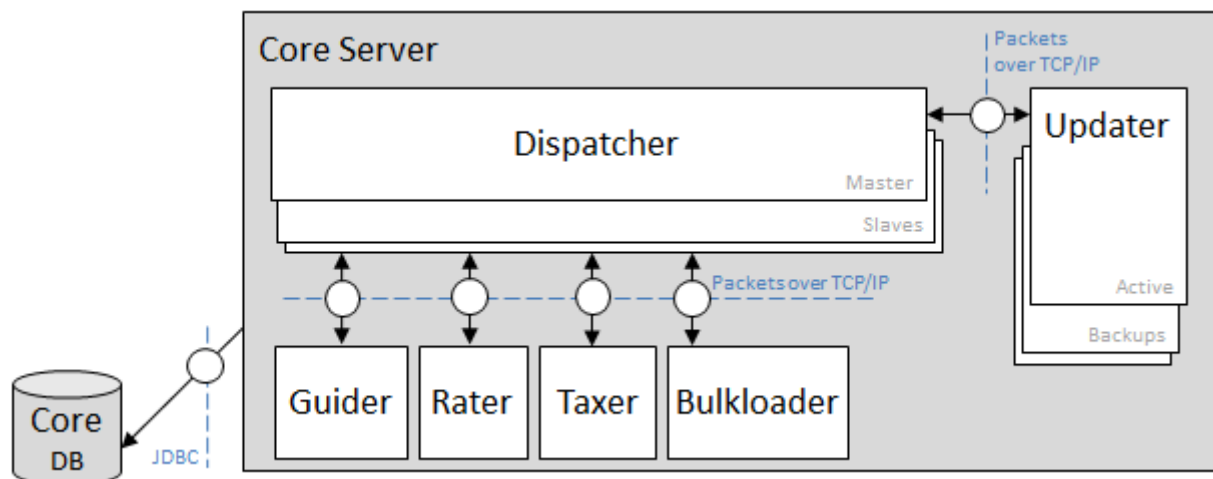 Core Server
Packets
over TCP/IP
Dispatcher
Master
Slaves
Updater
Active
Backups
Packets over TCP/IP
Guider
Rater
Taxer
Bulkloader
Core
DB
JDBC